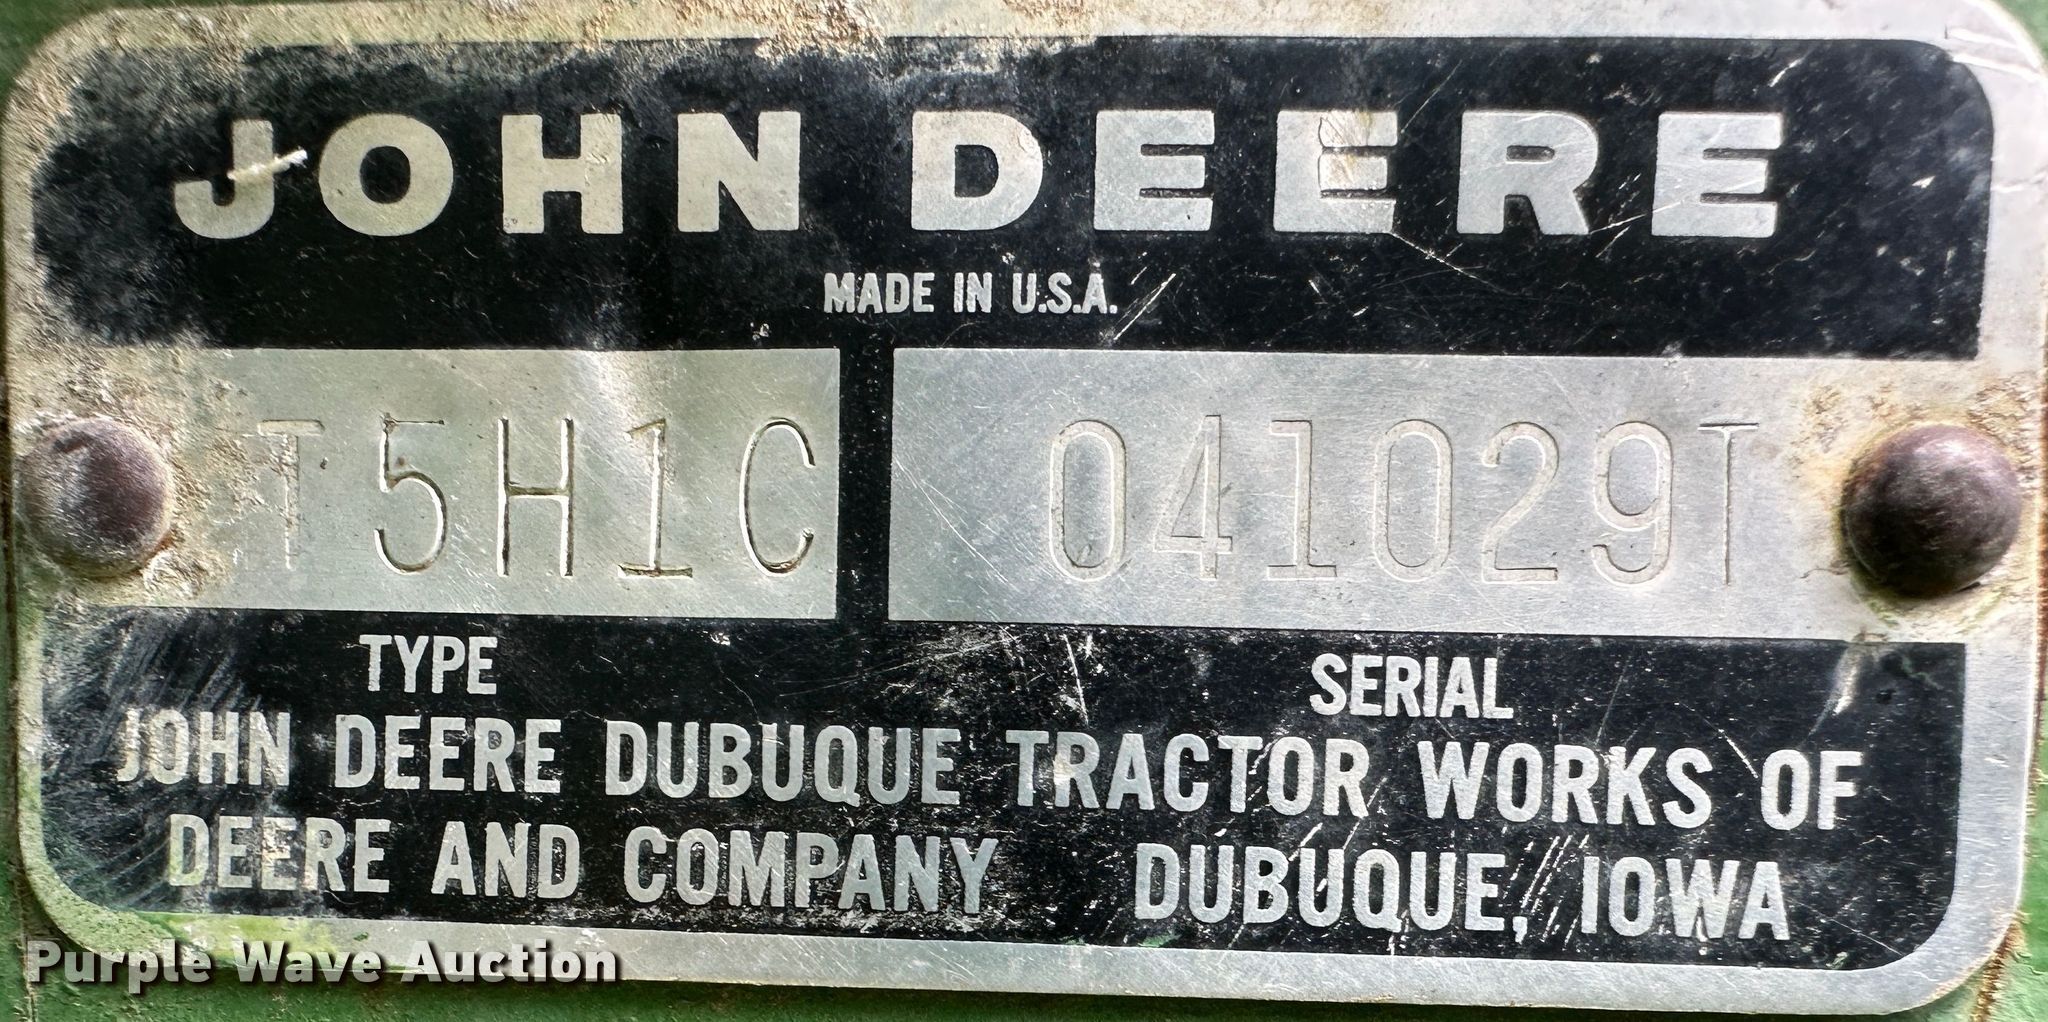 JOHN DEERE
MADE IN U.S.A.
T5H1C 041029T
TYPE SERIAL
JOHN DEERE DUBUQUE TRACTOR WORKS OF
DEERE AND COMPANY DUBUQUE, IOWA
Purple Wave Auction